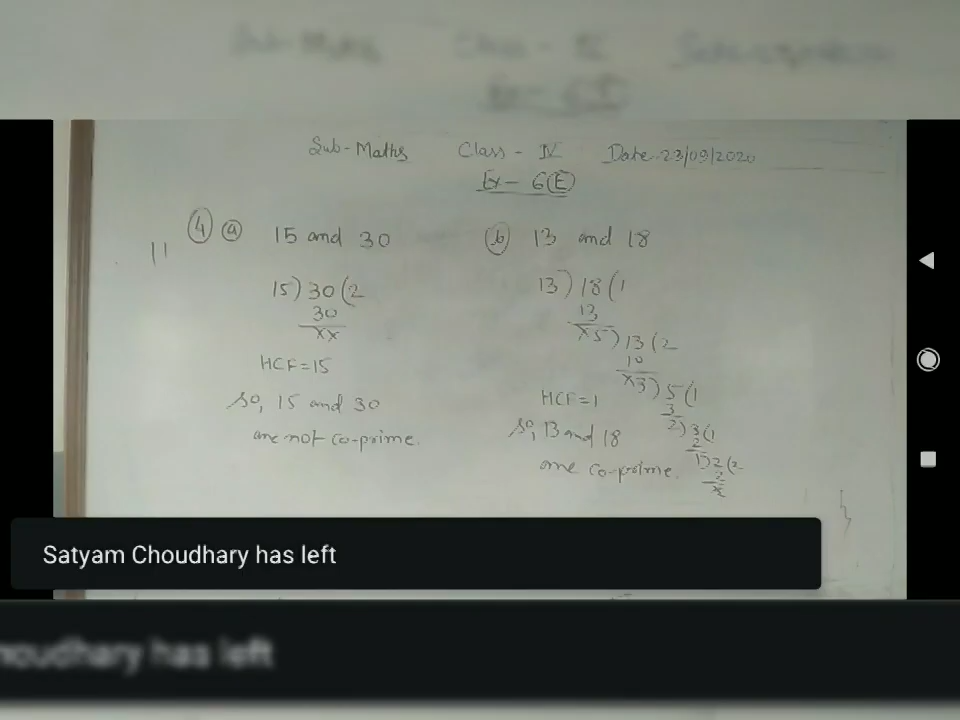 Sub-Maths Class - IV Date-23/09/2020
Ex- 6(E)
4 a 15 and 30
15)30(2
30
xx
HCF=15
so, 15 and 30
are not co-prime.
b 13 and 18
13)18(1
13
x5)13(2
10
x3)5(1
3
2)3(1
2
1)2(2
2
x
HCF=1
so, 13 and 18
are co-prime.
Satyam Choudhary has left
houdhary has left